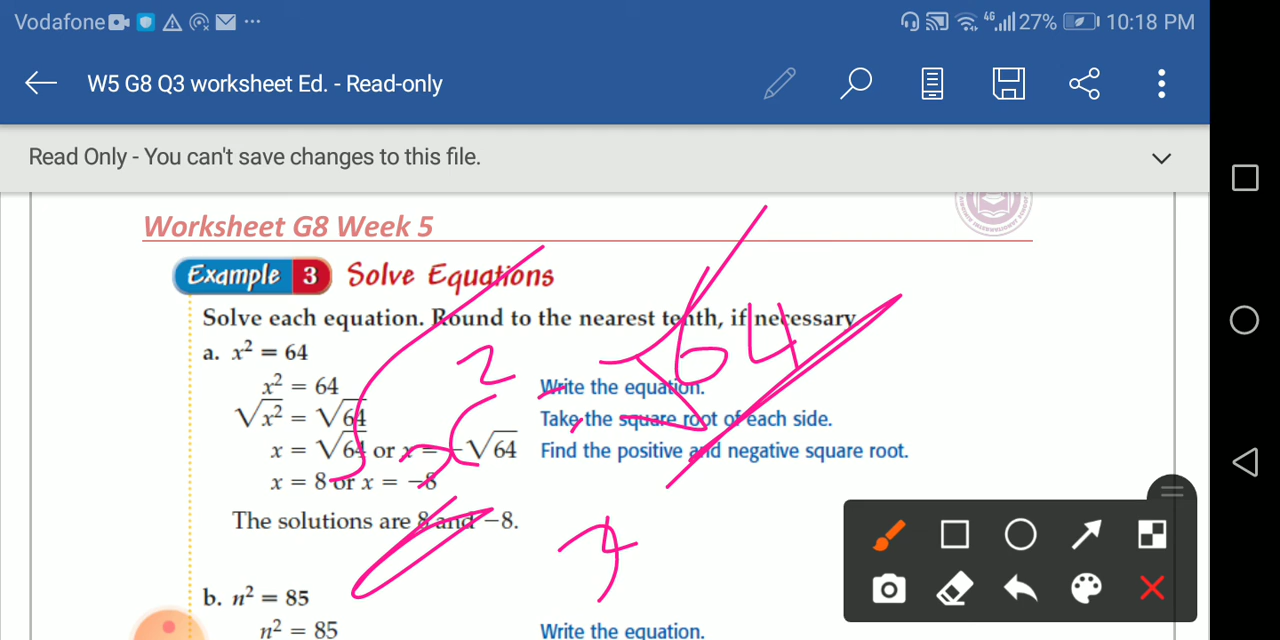 Vodafone 4G 27% 10:18 PM
W5 G8 Q3 worksheet Ed. - Read-only
Read Only - You can't save changes to this file.
Worksheet G8 Week 5
Example 3 Solve Equations
Solve each equation. Round to the nearest tenth, if necessary.
a. x² = 64
x² = 64 Write the equation.
√x² = √64 Take the square root of each side.
x = √64 or x = -√64 Find the positive and negative square root.
x = 8 or x = -8
The solutions are 8 and -8.
2
64
b. n² = 85
n² = 85 Write the equation.